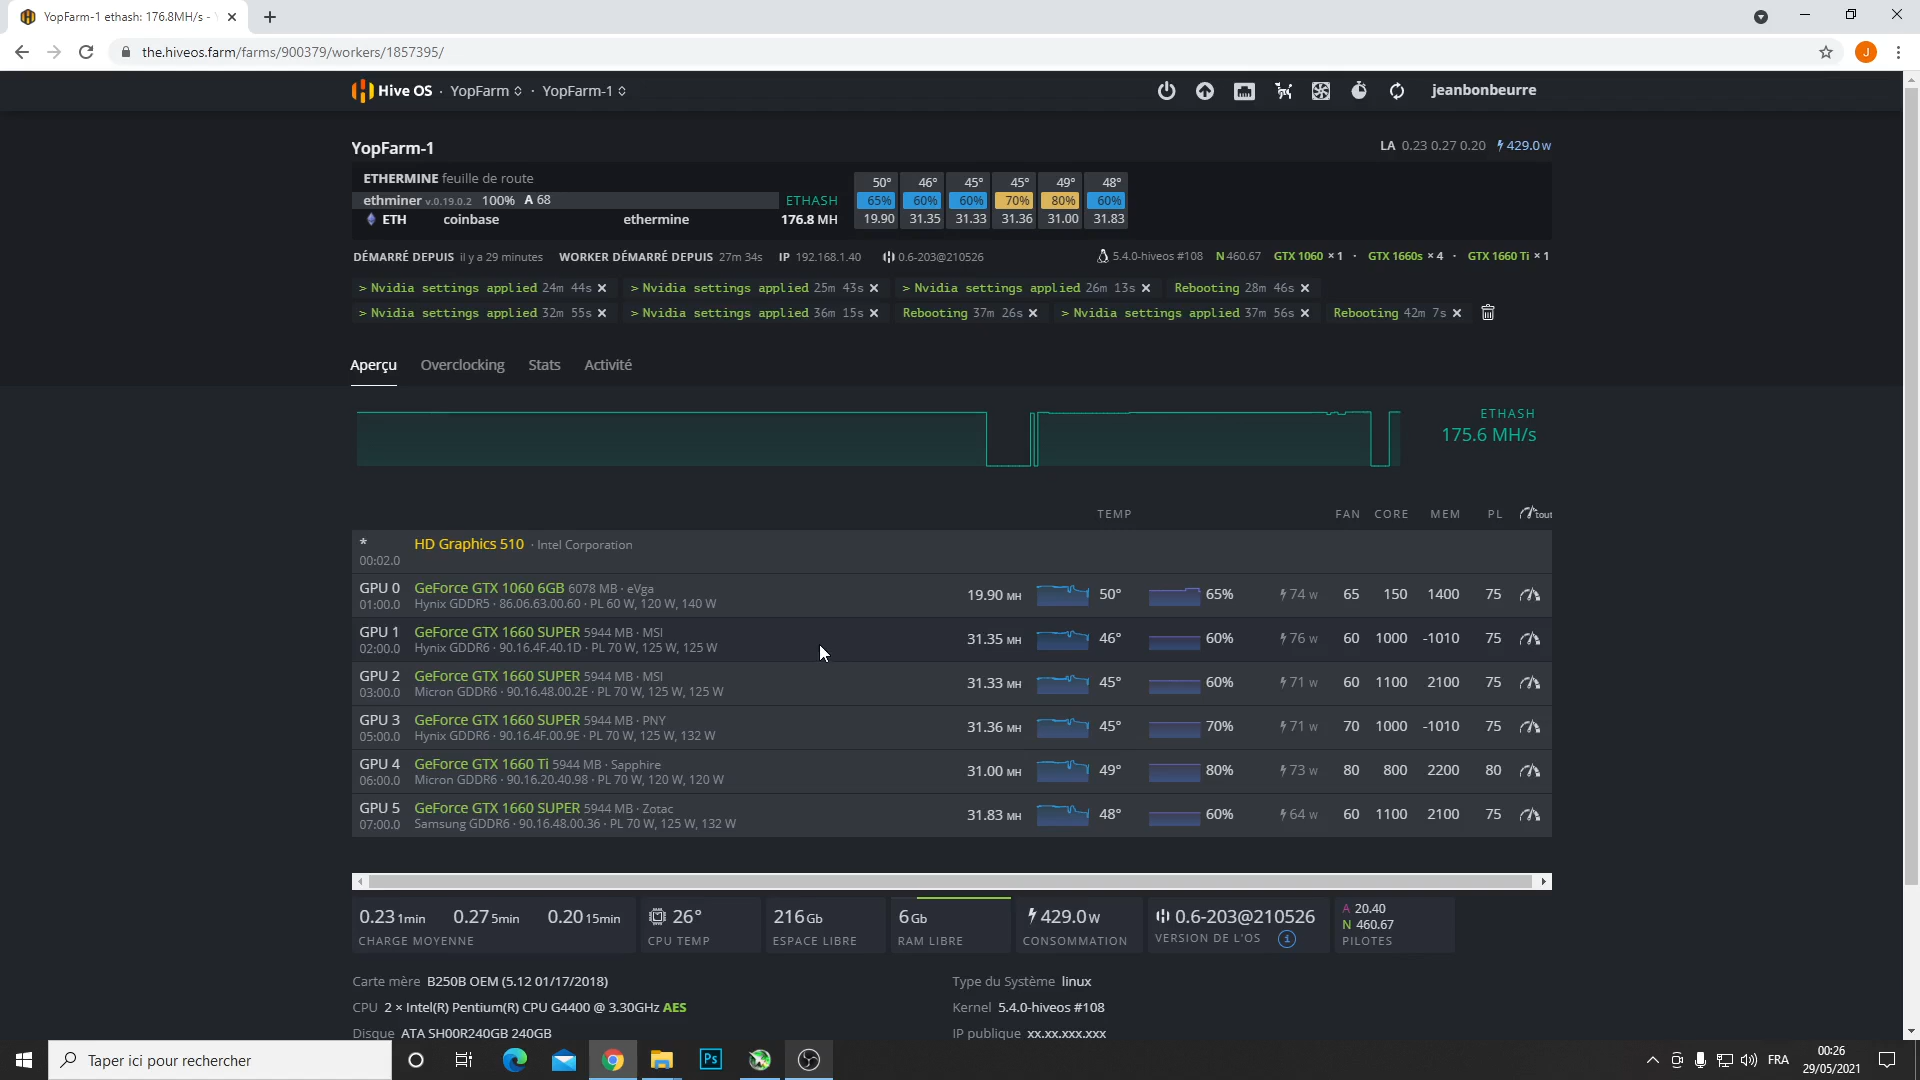 YopFarm-1 ethash: 176.8MH/s -
the.hiveos.farm/farms/900379/workers/1857395/
J
Hive OS · YopFarm · YopFarm-1
jeanbonbeurre
YopFarm-1
LA 0.23 0.27 0.20 429.0 w
ETHERMINE feuille de route
ethminer v.0.19.0.2 100% A 68 ETHASH
ETH coinbase ethermine 176.8 MH
50° 46° 45° 45° 49° 48°
65% 60% 60% 70% 80% 60%
19.90 31.35 31.33 31.36 31.00 31.83
DÉMARRÉ DEPUIS il y a 29 minutes WORKER DÉMARRÉ DEPUIS 27m 34s IP 192.168.1.40 0.6-203@210526 5.4.0-hiveos #108 N 460.67 GTX 1060 × 1 · GTX 1660s × 4 · GTX 1660 Ti × 1
> Nvidia settings applied 24m 44s × > Nvidia settings applied 25m 43s × > Nvidia settings applied 26m 13s × Rebooting 28m 46s ×
> Nvidia settings applied 32m 55s × > Nvidia settings applied 36m 15s × Rebooting 37m 26s × > Nvidia settings applied 37m 56s × Rebooting 42m 7s ×
Aperçu Overclocking Stats Activité
ETHASH
175.6 MH/s
TEMP FAN CORE MEM PL tout
* HD Graphics 510 · Intel Corporation
00:02.0
GPU 0 GeForce GTX 1060 6GB 6078 MB · eVga
01:00.0 Hynix GDDR5 · 86.06.63.00.60 · PL 60 W, 120 W, 140 W
19.90 MH 50° 65% 74 w 65 150 1400 75
GPU 1 GeForce GTX 1660 SUPER 5944 MB · MSI
02:00.0 Hynix GDDR6 · 90.16.4F.40.1D · PL 70 W, 125 W, 125 W
31.35 MH 46° 60% 76 w 60 1000 -1010 75
GPU 2 GeForce GTX 1660 SUPER 5944 MB · MSI
03:00.0 Micron GDDR6 · 90.16.48.00.2E · PL 70 W, 125 W, 125 W
31.33 MH 45° 60% 71 w 60 1100 2100 75
GPU 3 GeForce GTX 1660 SUPER 5944 MB · PNY
05:00.0 Hynix GDDR6 · 90.16.4F.00.9E · PL 70 W, 125 W, 132 W
31.36 MH 45° 70% 71 w 70 1000 -1010 75
GPU 4 GeForce GTX 1660 Ti 5944 MB · Sapphire
06:00.0 Micron GDDR6 · 90.16.20.40.98 · PL 70 W, 120 W, 120 W
31.00 MH 49° 80% 73 w 80 800 2200 80
GPU 5 GeForce GTX 1660 SUPER 5944 MB · Zotac
07:00.0 Samsung GDDR6 · 90.16.48.00.36 · PL 70 W, 125 W, 132 W
31.83 MH 48° 60% 64 w 60 1100 2100 75
0.23 1min 0.27 5min 0.20 15min
CHARGE MOYENNE
26°
CPU TEMP
216 Gb
ESPACE LIBRE
6 Gb
RAM LIBRE
429.0 w
CONSOMMATION
0.6-203@210526
VERSION DE L'OS i
A 20.40
N 460.67
PILOTES
Carte mère B250B OEM (5.12 01/17/2018)
CPU 2 × Intel(R) Pentium(R) CPU G4400 @ 3.30GHz AES
Disque ATA SH00R240GB 240GB
Type du Système linux
Kernel 5.4.0-hiveos #108
IP publique xx.xx.xxx.xxx
Taper ici pour rechercher
Ps
FRA
00:26
29/05/2021